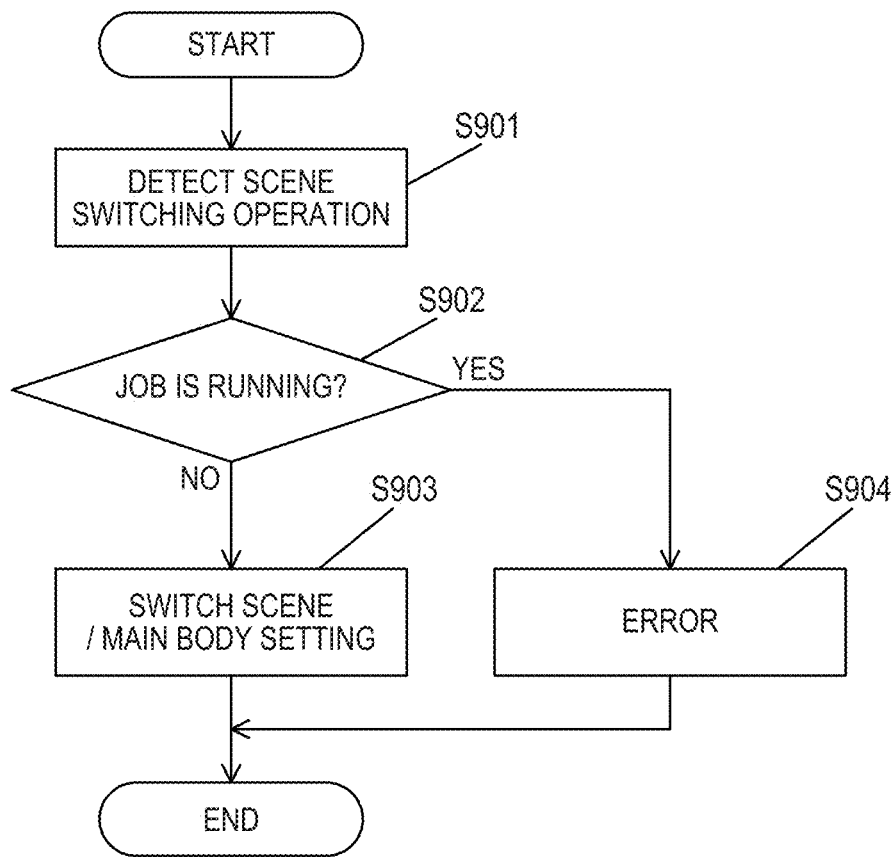 START
S901
DETECT SCENE
SWITCHING OPERATION
S902
JOB IS RUNNING?
YES
NO
S903
S904
SWITCH SCENE
/ MAIN BODY SETTING
ERROR
END